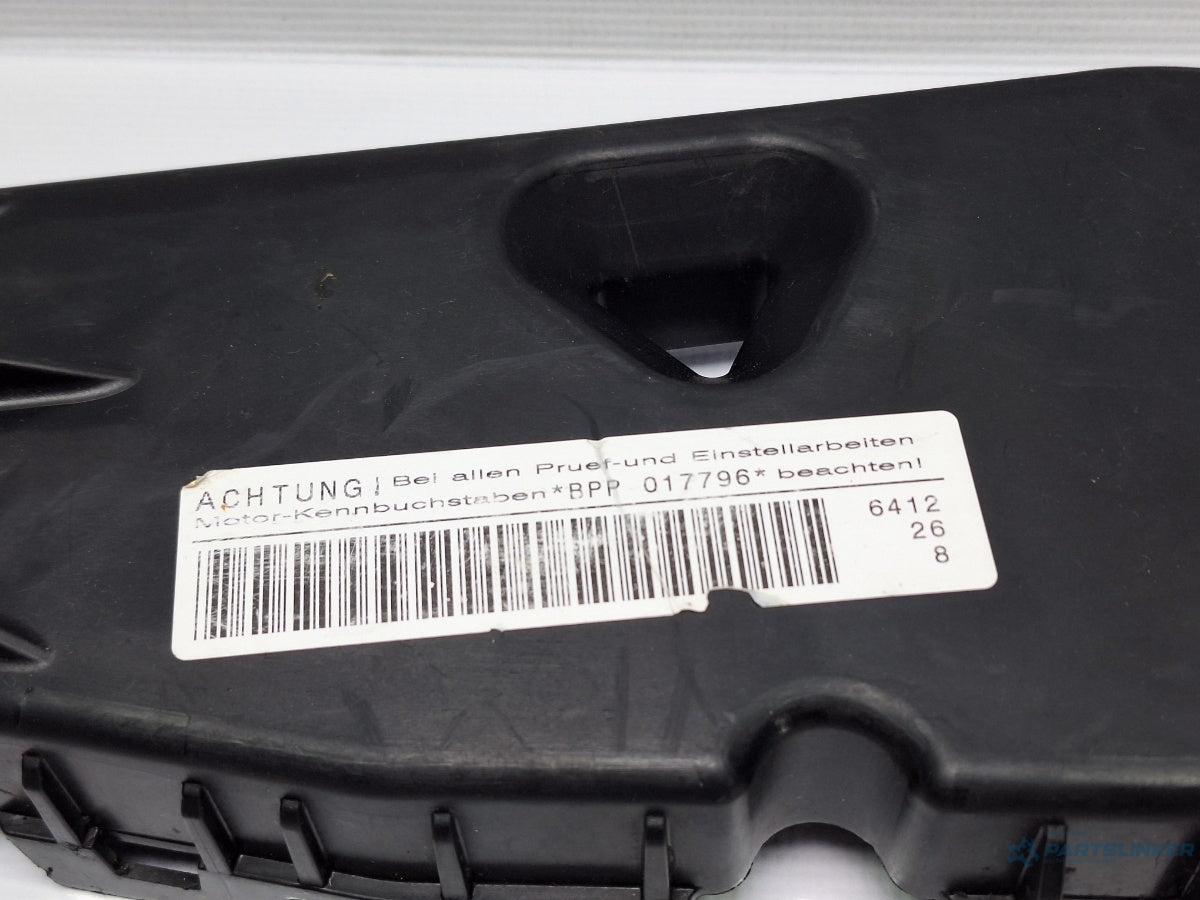 ACHTUNG! Bei allen Pruef-und Einstellarbeiten
Motor-Kennbuchstaben*BPP 017796* beachten!
6412
26
8
PARTSLINKER